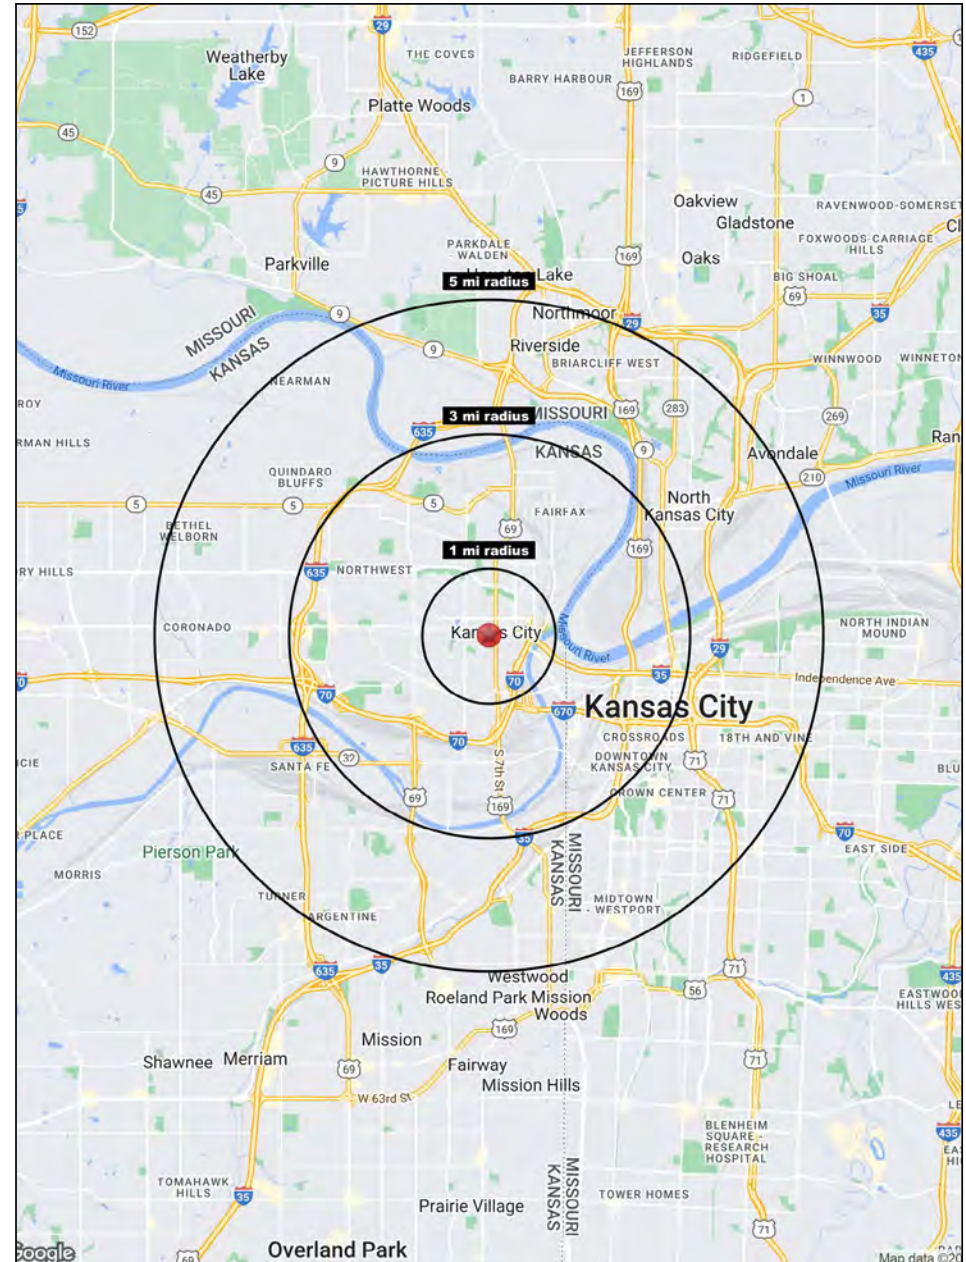 29
152
THE COVES
Weatherby
Lake
JEFFERSON
HIGHLANDS
RIDGEFIELD
435
BARRY HARBOUR
169
Platte Woods
1
45
9
HAWTHORNE
PICTURE HILLS
45
Oakview
RAVENWOOD-SOMERSET
Gladstone
PARKDALE
- WALDEN
FOXWOODS-CARRIAGE
HILLS
169
Oaks
Parkville
Lake
5 mi radius
BIG SHOAL
69
9
Northmoor
29
35
MISSOURI
KANSAS
9
Riverside
BRIARCLIFF WEST
WINNWOOD
Missouri River
NEARMAN
3 mi radius
MISSOURI
169
283
269
635
KANSAS
9
Avondale
QUINDARO
BLUFFS
210
Missouri River
5
5
5
North
Kansas City
FAIRFAX
BETHEL
WELBORN
69
1 mi radius
169
635
NORTHWEST
CORONADO
Kansas City
Missouri River
NORTH INDIAN
MOUND
29
70
35
Independence Ave
70
670
Kansas City
70
635
CROSSROADS
18TH AND VINE
SANTA FE
32
S 7th St
DOWNTOWN
KANSAS CITY
71
69
169
CROWN CENTER
71
35
70
EAST SIDE
Pierson Park
MISSOURI
KANSAS
MORRIS
TURNER
ARGENTINE
MIDTOWN
- WESTPORT
635
35
71
435
Westwood
56
Roeland Park
Mission
Woods
169
Mission
Shawnee
Merriam
Fairway
71
69
Mission Hills
W 63rd St
BLENHEIM
SQUARE -
RESEARCH
HOSPITAL
435
TOMAHAWK
HILLS
35
MISSOURI
KANSAS
TOWER HOMES
Prairie Village
71
Overland Park
69
Google
Map data ©20